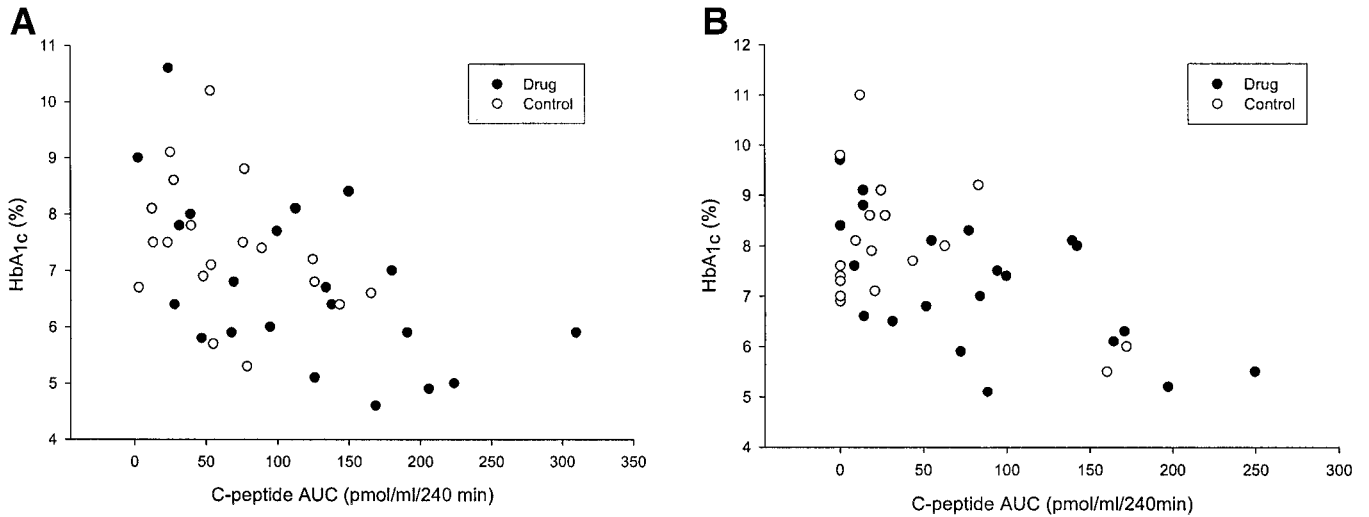 A
HbA1c (%)
11
10
9
8
7
6
5
4
0 50 100 150 200 250 300 350
C-peptide AUC (pmol/ml/240 min)
Drug
Control
B
HbA1c (%)
12
11
10
9
8
7
6
5
4
0 50 100 150 200 250 300
C-peptide AUC (pmol/ml/240min)
Drug
Control